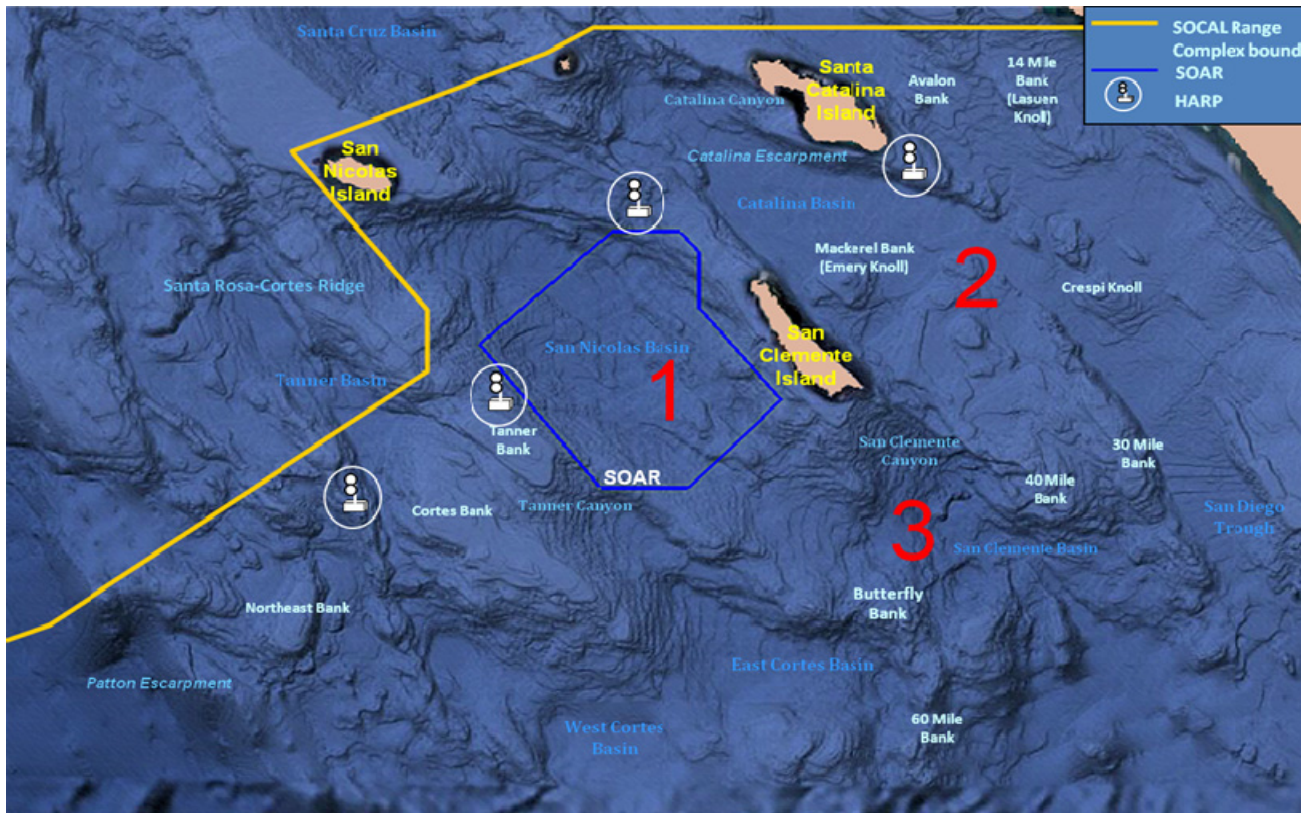 Santa Cruz Basin
SOCAL Range
Complex bound
SOAR
HARP
Santa
Catalina
Island
Avalon
Bank
14 Mile
Bank
(Lasuen
Knoll)
Catalina Canyon
San
Nicolas
Island
Catalina Escarpment
Catalina Basin
Mackerel Bank
(Emery Knoll)
2
Crespi Knoll
Santa Rosa-Cortes Ridge
San Nicolas Basin
San
Clemente
Island
1
Tanner Basin
Tanner
Bank
San Clemente
Canyon
30 Mile
Bank
40 Mile
Bank
SOAR
Tanner Canyon
Cortes Bank
San Diego
Trough
3
San Clemente Basin
Northeast Bank
Butterfly
Bank
East Cortes Basin
Patton Escarpment
West Cortes
Basin
60 Mile
Bank